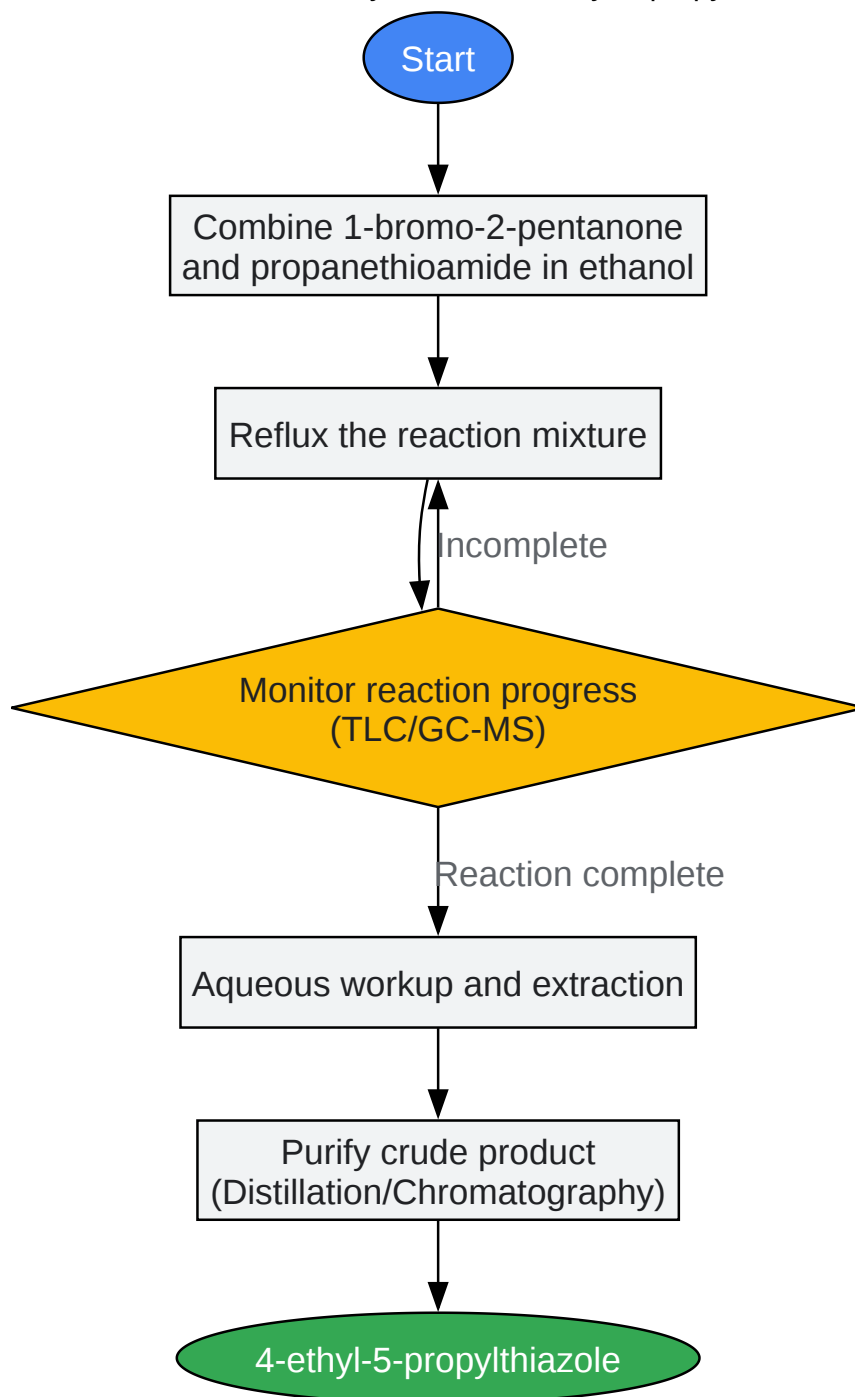 Start
Combine 1-bromo-2-pentanone
and propanethioamide in ethanol
Reflux the reaction mixture
Incomplete
Monitor reaction progress
(TLC/GC-MS)
Reaction complete
Aqueous workup and extraction
Purify crude product
(Distillation/Chromatography)
4-ethyl-5-propylthiazole